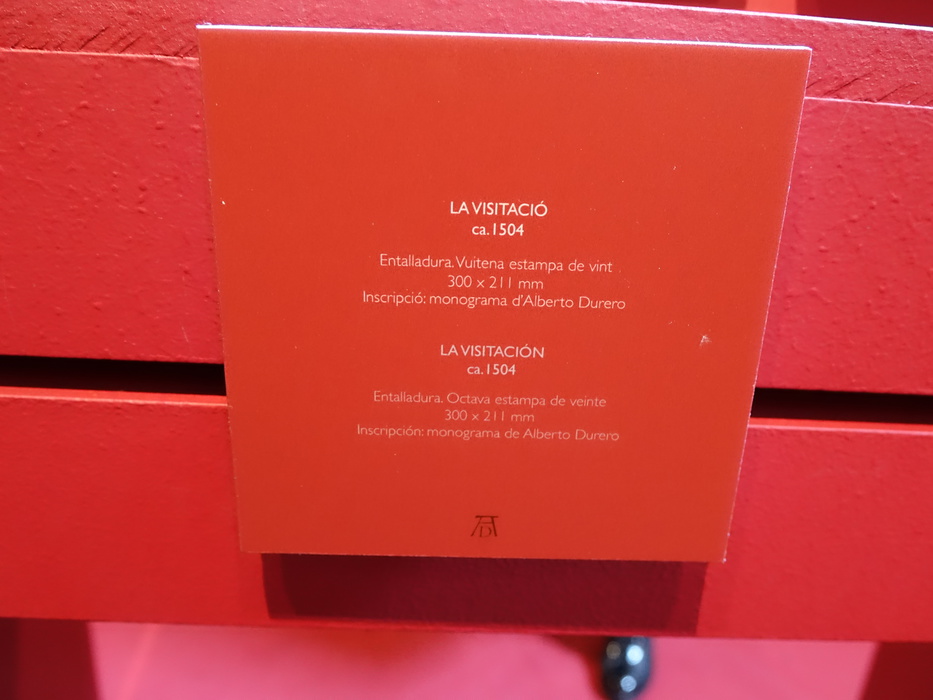 LA VISITACIÓ
ca. 1504
Entalladura. Vuitena estampa de vint
300 x 211 mm
Inscripció: monograma d'Alberto Durero
LA VISITACIÓN
ca. 1504
Entalladura. Octava estampa de veinte
300 x 211 mm
Inscripción: monograma de Alberto Durero
AD